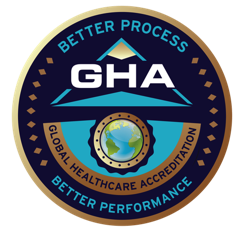 BETTER PROCESS
GHA
GLOBAL HEALTHCARE ACCREDITATION
BETTER PERFORMANCE